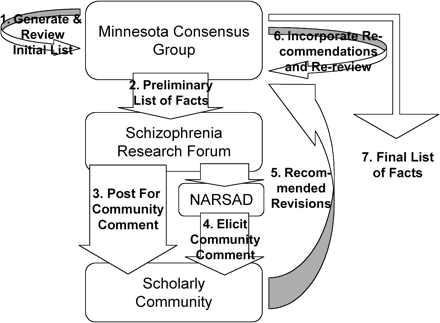 1. Generate &
Review
Initial List
Minnesota Consensus
Group
6. Incorporate Re-
commendations
and Re-review
2. Preliminary
List of Facts
Schizophrenia
Research Forum
3. Post For
Community
Comment
NARSAD
4. Elicit
Community
Comment
5. Recom-
mended
Revisions
7. Final List
of Facts
Scholarly
Community